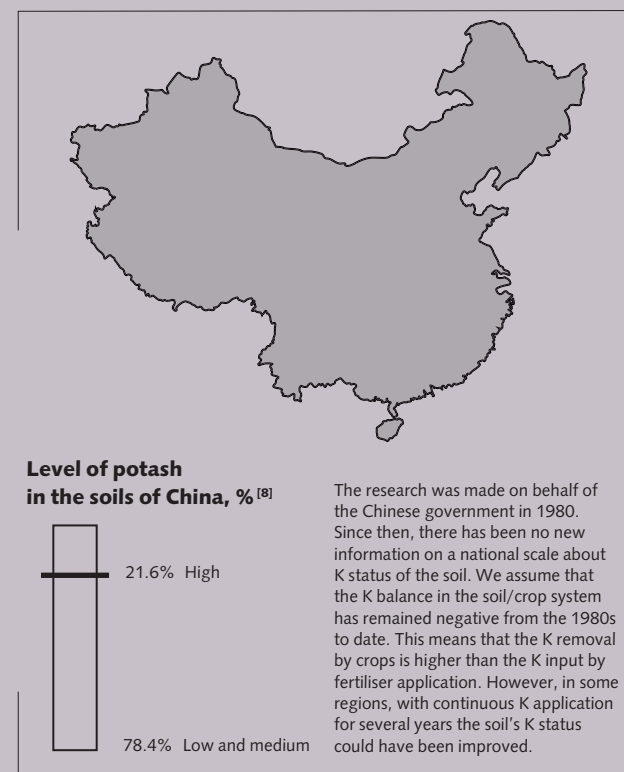 Level of potash
in the soils of China, % [8]
21.6% High
78.4% Low and medium
The research was made on behalf of
the Chinese government in 1980.
Since then, there has been no new
information on a national scale about
K status of the soil. We assume that
the K balance in the soil/crop system
has remained negative from the 1980s
to date. This means that the K removal
by crops is higher than the K input by
fertiliser application. However, in some
regions, with continuous K application
for several years the soil's K status
could have been improved.